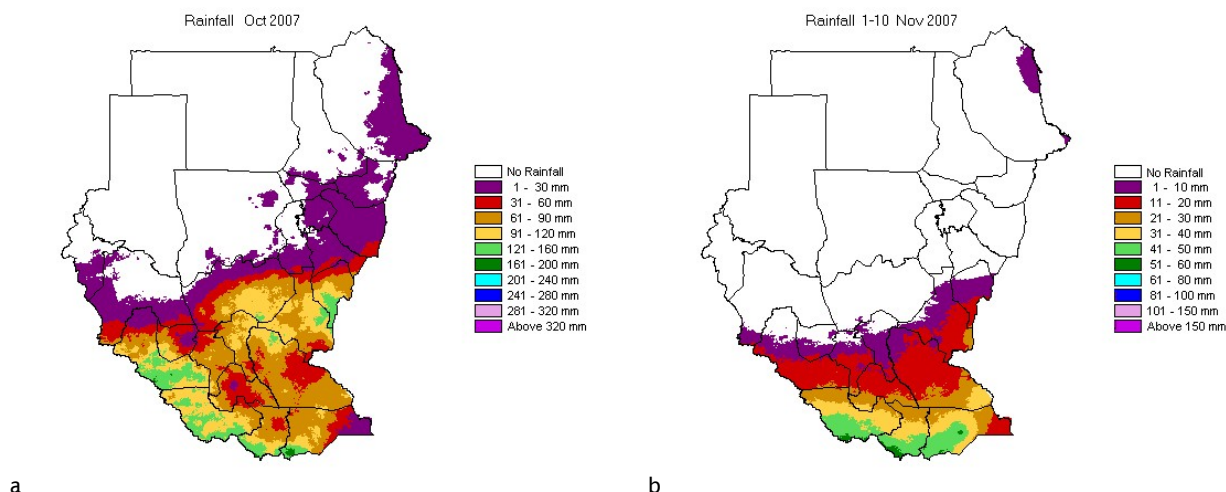 Rainfall Oct 2007
No Rainfall
1 - 30 mm
31 - 60 mm
61 - 90 mm
91 - 120 mm
121 - 160 mm
161 - 200 mm
201 - 240 mm
241 - 280 mm
281 - 320 mm
Above 320 mm
a
Rainfall 1-10 Nov 2007
No Rainfall
1 - 10 mm
11 - 20 mm
21 - 30 mm
31 - 40 mm
41 - 50 mm
51 - 60 mm
61 - 80 mm
81 - 100 mm
101 - 150 mm
Above 150 mm
b